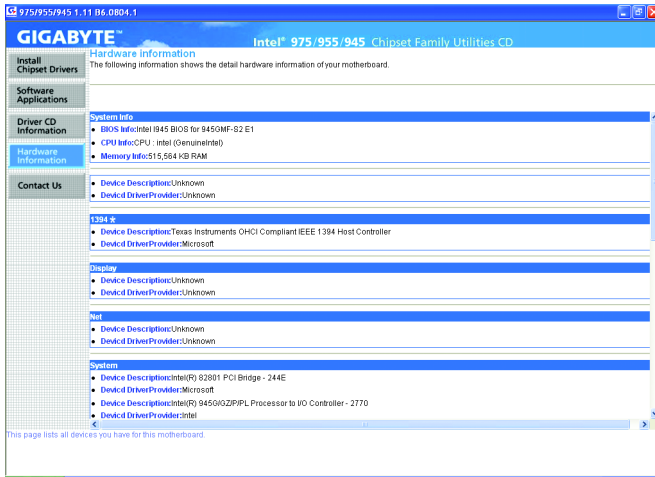 975/955/945 1.11 B6.0804.1
GIGABYTE™
Intel® 975/955/945 Chipset Family Utilities CD
Install
Chipset Drivers
Software
Applications
Driver CD
Information
Hardware
Information
Contact Us
Hardware Information
The following information shows the detail hardware information of your motherboard.
System Info
• BIOS Info:Intel I945 BIOS for 945GMF-S2 E1
• CPU Info:CPU : intel (GenuineIntel)
• Memory Info:515,564 KB RAM
• Device Description:Unknown
• Devicd DriverProvider:Unknown
1394 ★
• Device Description:Texas Instruments OHCI Compliant IEEE 1394 Host Controller
• Devicd DriverProvider:Microsoft
Display
• Device Description:Unknown
• Devicd DriverProvider:Unknown
Net
• Device Description:Unknown
• Devicd DriverProvider:Unknown
System
• Device Description:Intel(R) 82801 PCI Bridge - 244E
• Devicd DriverProvider:Microsoft
• Device Description:Intel(R) 945G/GZ/P/PL Processor to I/O Controller - 2770
• Devicd DriverProvider:Intel
This page lists all devices you have for this motherboard.